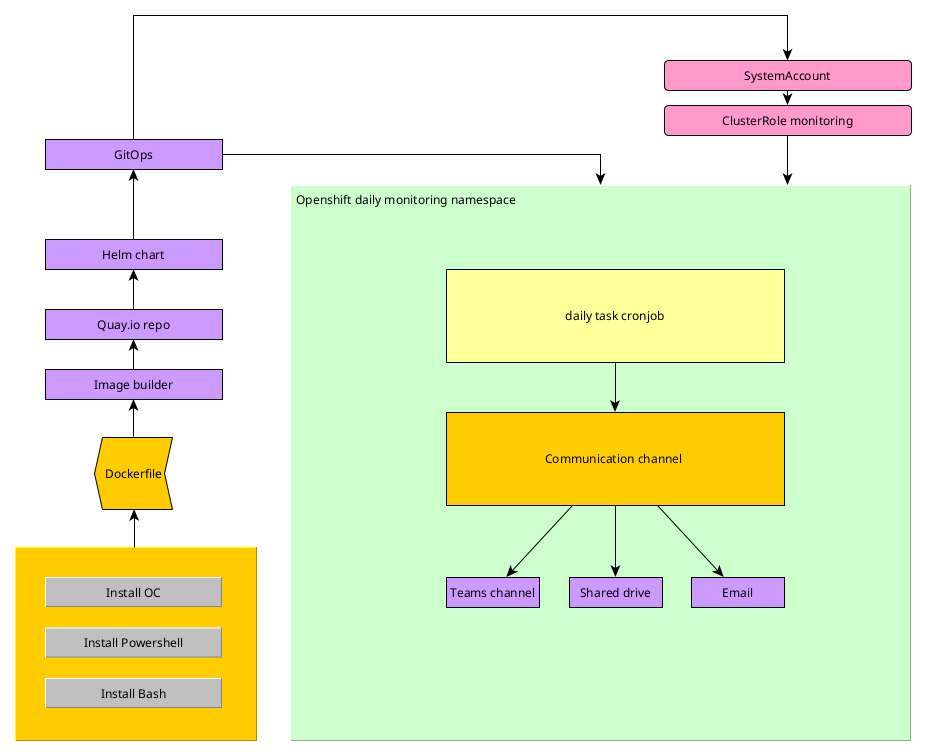 SystemAccount
ClusterRole monitoring
GitOps
Openshift daily monitoring namespace
Helm chart
daily task cronjob
Quay.io repo
Image builder
Communication channel
Dockerfile
Install OC
Teams channel
Shared drive
Email
Install Powershell
Install Bash